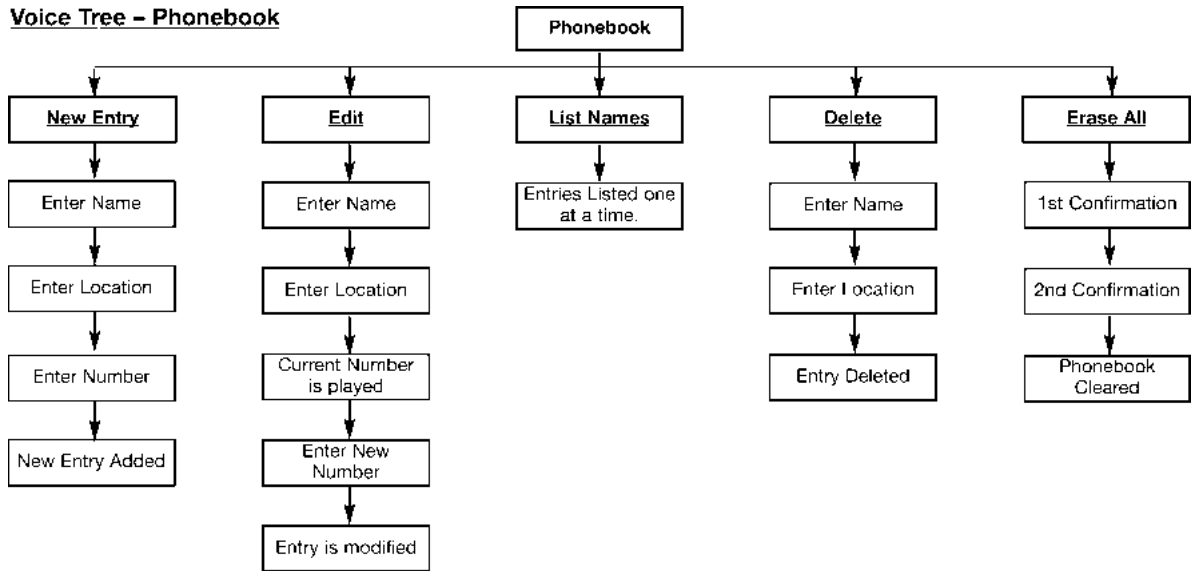 Voice Tree – Phonebook
Phonebook
New Entry
Edit
List Names
Delete
Erase All
Enter Name
Enter Name
Entries Listed one
at a time.
Enter Name
1st Confirmation
Enter Location
Enter Location
Enter Location
2nd Confirmation
Enter Number
Current Number
is played
Entry Deleted
Phonebook
Cleared
New Entry Added
Enter New
Number
Entry is modified